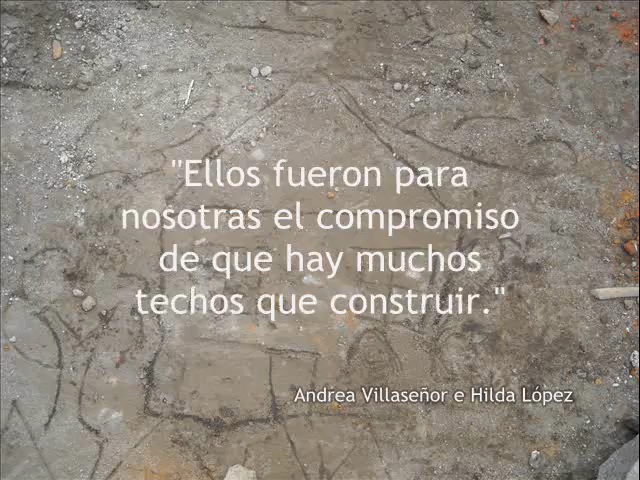 "Ellos fueron para
nosotras el compromiso
de que hay muchos
techos que construir."
Andrea Villaseñor e Hilda López